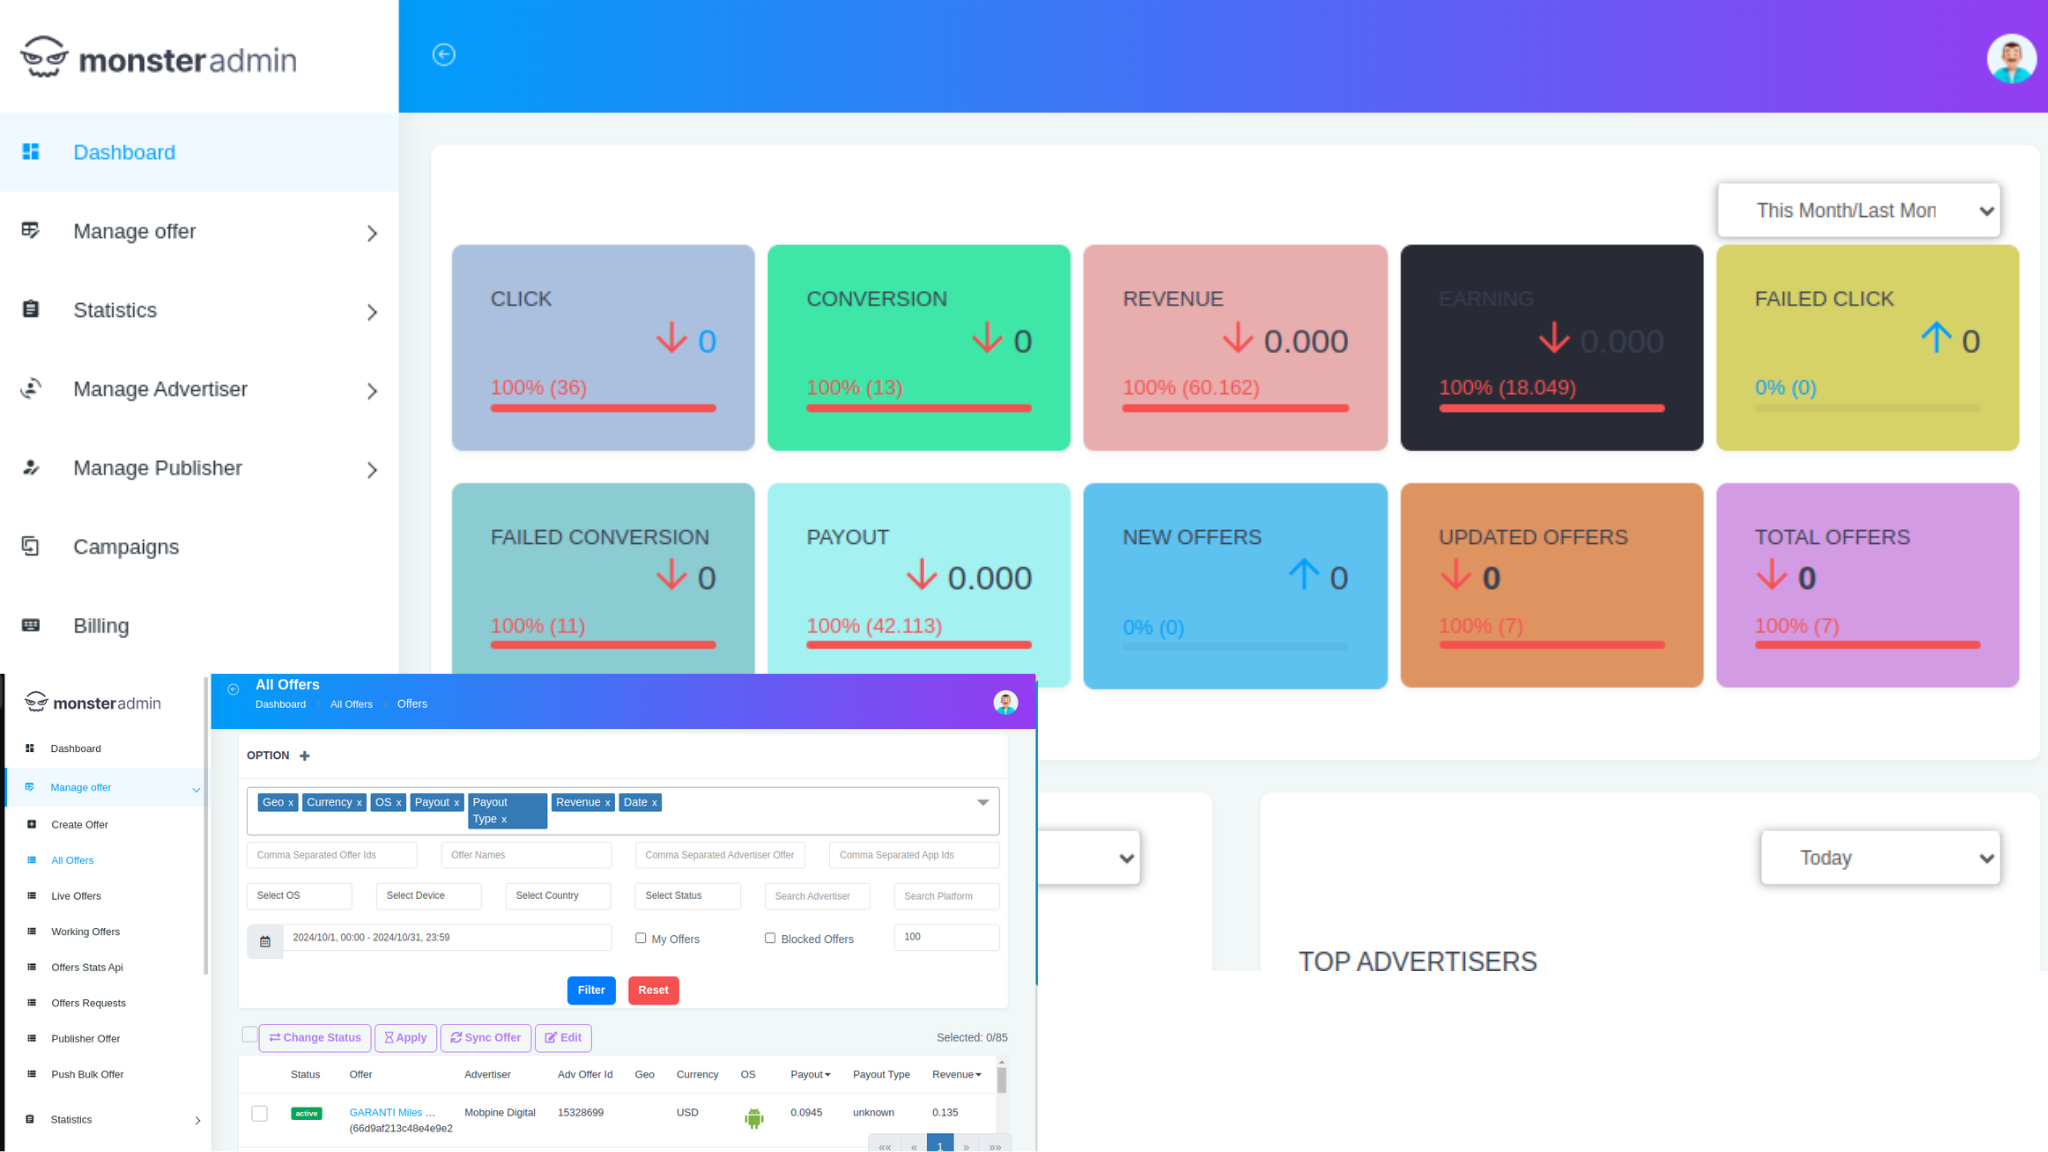 monsteradmin
Dashboard
Manage offer
Statistics
Manage Advertiser
Manage Publisher
Campaigns
Billing
This Month/Last Mon
CLICK
0
100% (36)
CONVERSION
0
100% (13)
REVENUE
0.000
100% (60.162)
EARNING
0.000
100% (18.049)
FAILED CLICK
0
0% (0)
FAILED CONVERSION
0
100% (11)
PAYOUT
0.000
100% (42.113)
NEW OFFERS
0
0% (0)
UPDATED OFFERS
0
100% (7)
TOTAL OFFERS
0
100% (7)
Today
TOP ADVERTISERS
monsteradmin
Dashboard
Manage offer
Create Offer
All Offers
Live Offers
Working Offers
Offers Stats Api
Offers Requests
Publisher Offer
Push Bulk Offer
Statistics
All Offers
Dashboard All Offers Offers
OPTION +
Geo x Currency x OS x Payout x Payout Type x Revenue x Date x
Comma Separated Offer Ids Offer Names Comma Separated Advertiser Offer Comma Separated App Ids
Select OS Select Device Select Country Select Status Search Advertiser Search Platform
2024/10/1, 00:00 - 2024/10/31, 23:59 My Offers Blocked Offers 100
Filter Reset
Change Status Apply Sync Offer Edit Selected: 0/85
Status Offer Advertiser Adv Offer Id Geo Currency OS Payout Payout Type Revenue
active GARANTI Miles ... Mobpine Digital 15328699 USD 0.0945 unknown 0.135
(66d9af213c48e4e9e2
«« « 1 » »»